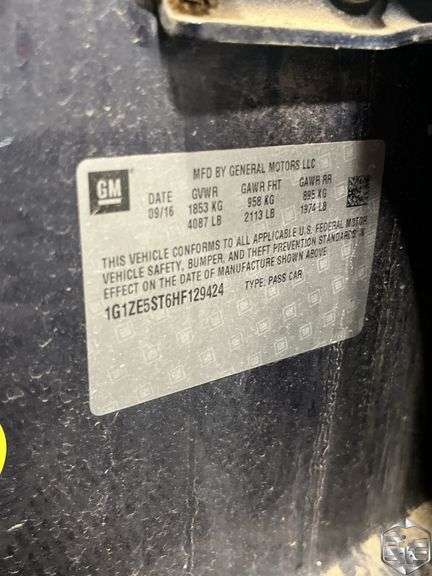 GM
MFD BY GENERAL MOTORS LLC
DATE GVWR GAWR FRT GAWR RR
09/16 1853 KG 958 KG 895 KG
4087 LB 2113 LB 1974 LB
THIS VEHICLE CONFORMS TO ALL APPLICABLE U.S. FEDERAL MOTOR
VEHICLE SAFETY, BUMPER, AND THEFT PREVENTION STANDARDS IN
EFFECT ON THE DATE OF MANUFACTURE SHOWN ABOVE
1G1ZE5ST6HF129424 TYPE: PASS CAR